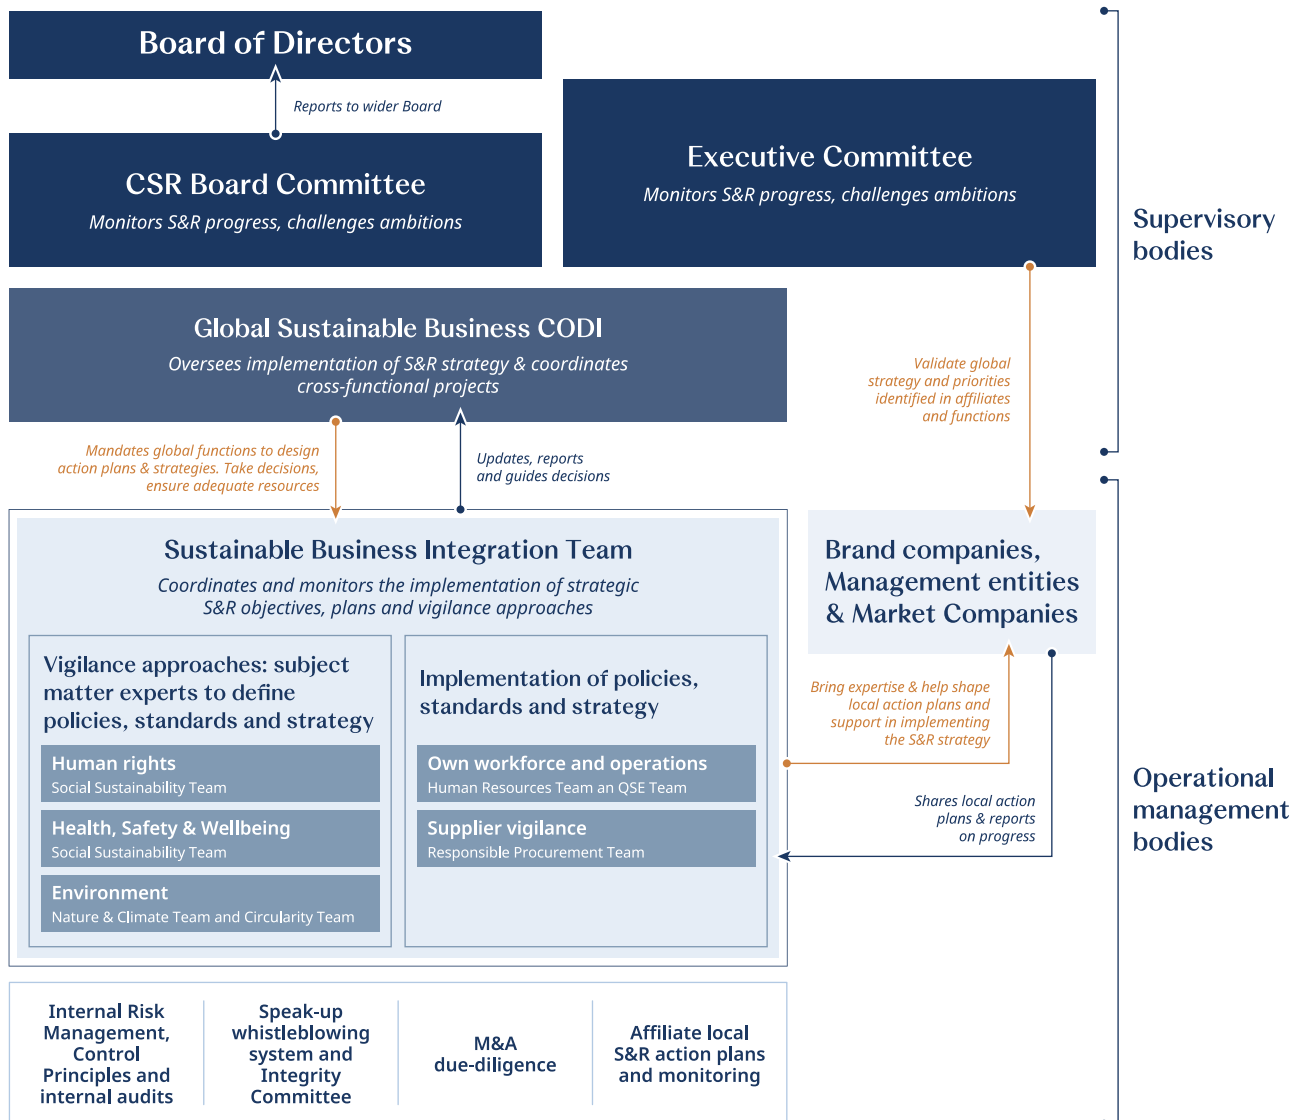 Board of Directors
Reports to wider Board
CSR Board Committee
Monitors S&R progress, challenges ambitions
Executive Committee
Monitors S&R progress, challenges ambitions
Supervisory
bodies
Global Sustainable Business CODI
Oversees implementation of S&R strategy & coordinates
cross-functional projects
Validate global
strategy and priorities
identified in affiliates
and functions
Mandates global functions to design
action plans & strategies. Take decisions,
ensure adequate resources
Updates, reports
and guides decisions
Sustainable Business Integration Team
Coordinates and monitors the implementation of strategic
S&R objectives, plans and vigilance approaches
Vigilance approaches: subject
matter experts to define
policies, standards and strategy
Human rights
Social Sustainability Team
Health, Safety & Wellbeing
Social Sustainability Team
Environment
Nature & Climate Team and Circularity Team
Implementation of policies,
standards and strategy
Own workforce and operations
Human Resources Team an QSE Team
Supplier vigilance
Responsible Procurement Team
Brand companies,
Management entities
& Market Companies
Bring expertise & help shape
local action plans and
support in implementing
the S&R strategy
Shares local action
plans & reports
on progress
Operational
management
bodies
Internal Risk
Management,
Control
Principles and
internal audits
Speak-up
whistleblowing
system and
Integrity
Committee
M&A
due-diligence
Affiliate local
S&R action plans
and monitoring